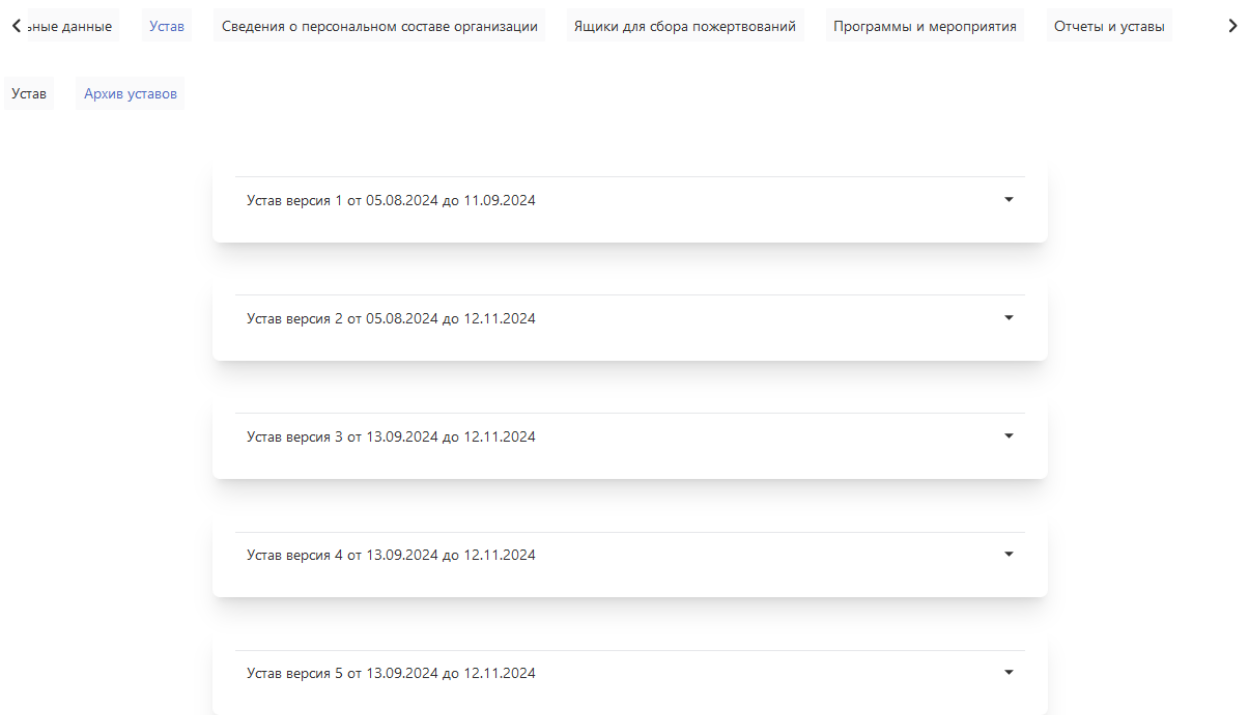 ьные данные Устав Сведения о персональном составе организации Ящики для сбора пожертвований Программы и мероприятия Отчеты и уставы
Устав Архив уставов
Устав версия 1 от 05.08.2024 до 11.09.2024
Устав версия 2 от 05.08.2024 до 12.11.2024
Устав версия 3 от 13.09.2024 до 12.11.2024
Устав версия 4 от 13.09.2024 до 12.11.2024
Устав версия 5 от 13.09.2024 до 12.11.2024